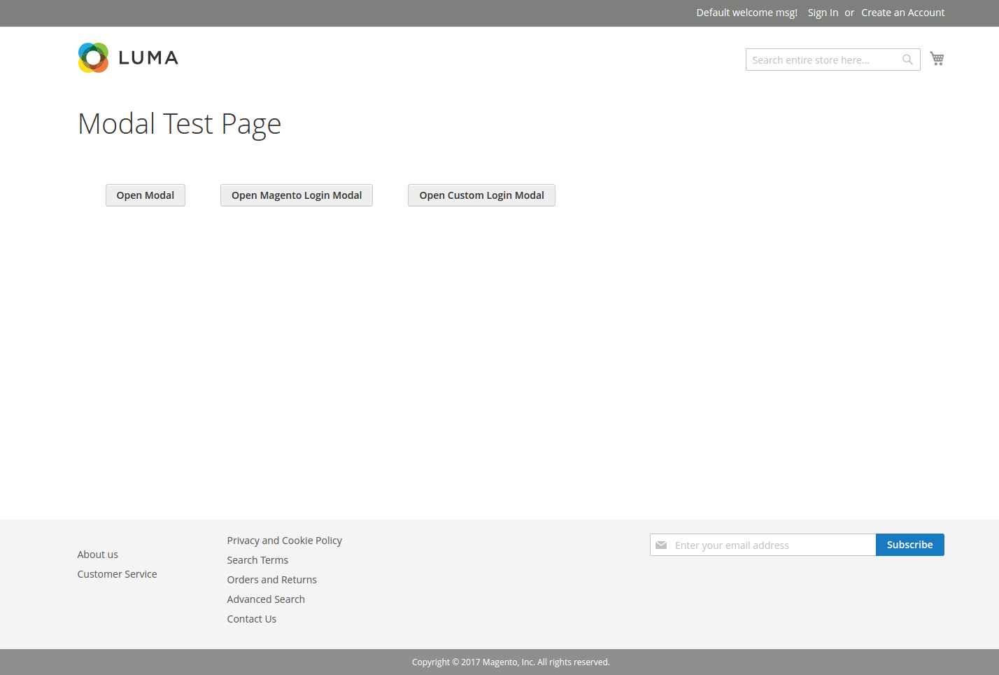 Default welcome msg! Sign In or Create an Account
LUMA
Search entire store here...
Modal Test Page
Open Modal
Open Magento Login Modal
Open Custom Login Modal
About us
Customer Service
Privacy and Cookie Policy
Search Terms
Orders and Returns
Advanced Search
Contact Us
Enter your email address
Subscribe
Copyright © 2017 Magento, Inc. All rights reserved.